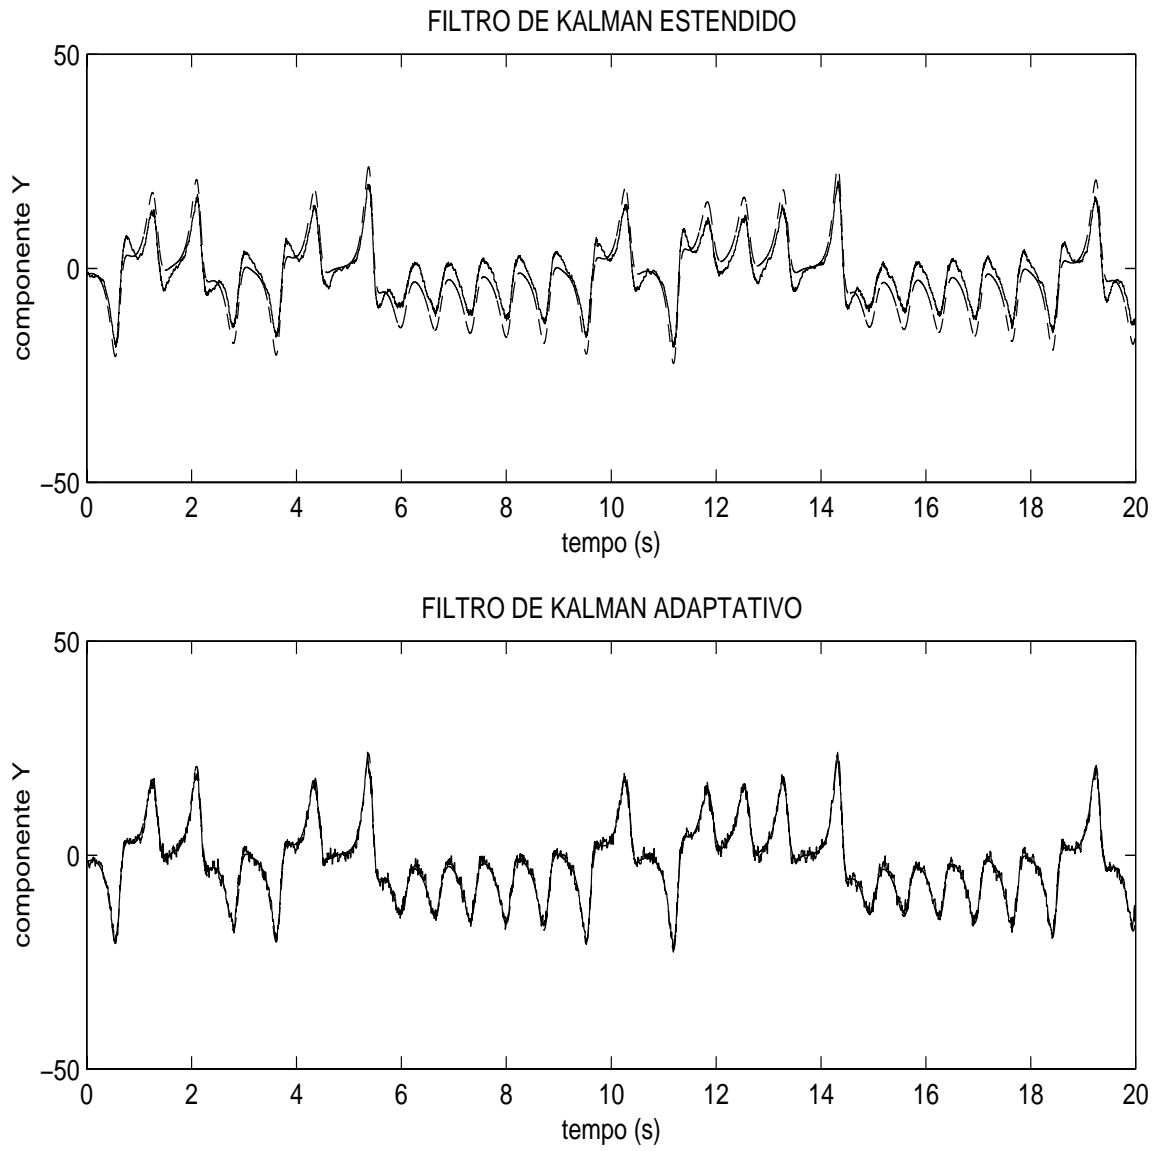 FILTRO DE KALMAN ESTENDIDO
50
0
−50
componente Y
0 2 4 6 8 10 12 14 16 18 20
tempo (s)
FILTRO DE KALMAN ADAPTATIVO
50
0
−50
componente Y
0 2 4 6 8 10 12 14 16 18 20
tempo (s)